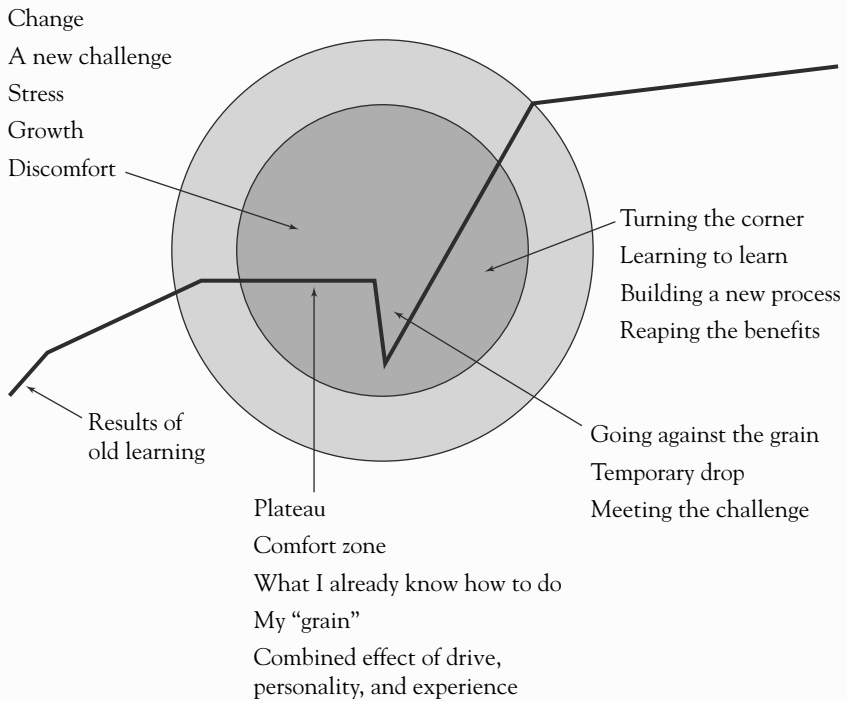 Change
A new challenge
Stress
Growth
Discomfort
Turning the corner
Learning to learn
Building a new process
Reaping the benefits
Results of
old learning
Going against the grain
Temporary drop
Meeting the challenge
Plateau
Comfort zone
What I already know how to do
My “grain”
Combined effect of drive,
personality, and experience